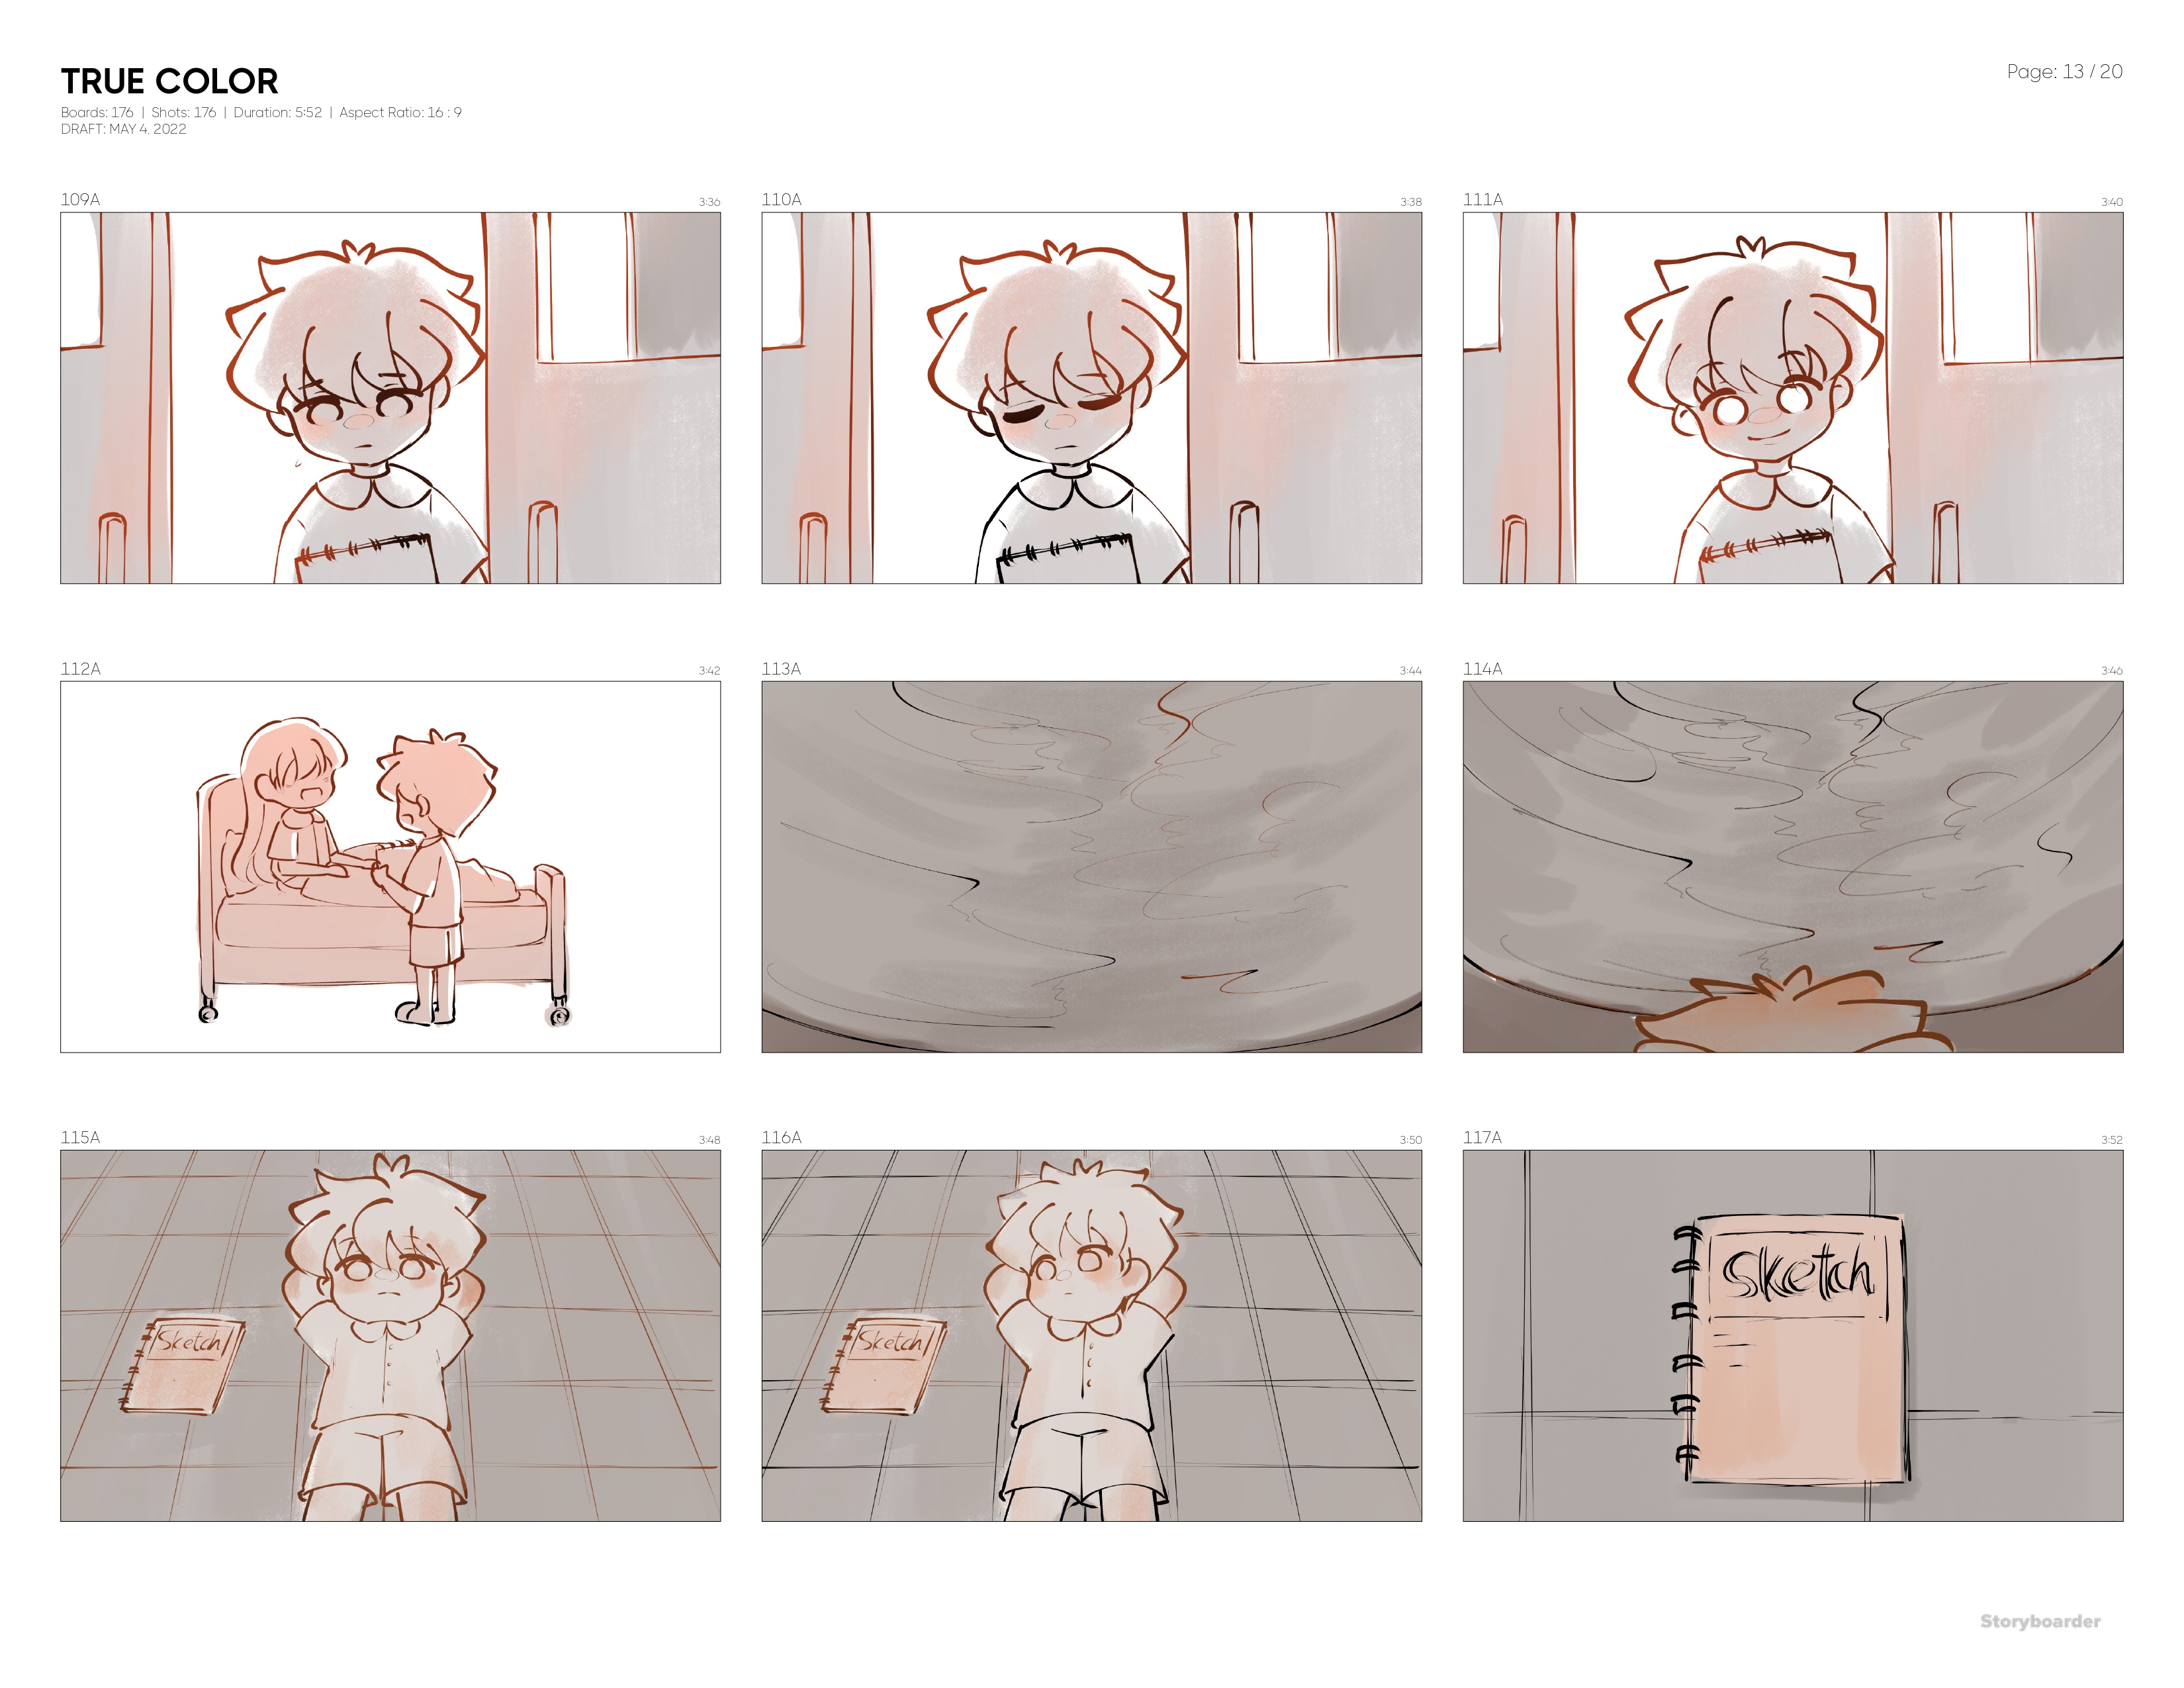 TRUE COLOR
Page: 13 / 20
Boards: 176 | Shots: 176 | Duration: 5:52 | Aspect Ratio: 16 : 9
DRAFT: MAY 4, 2022
109A 3:36
110A 3:38
111A 3:40
112A 3:42
113A 3:44
114A 3:46
115A 3:48
116A 3:50
117A 3:52
Sketch
Sketch
Sketch
Storyboarder